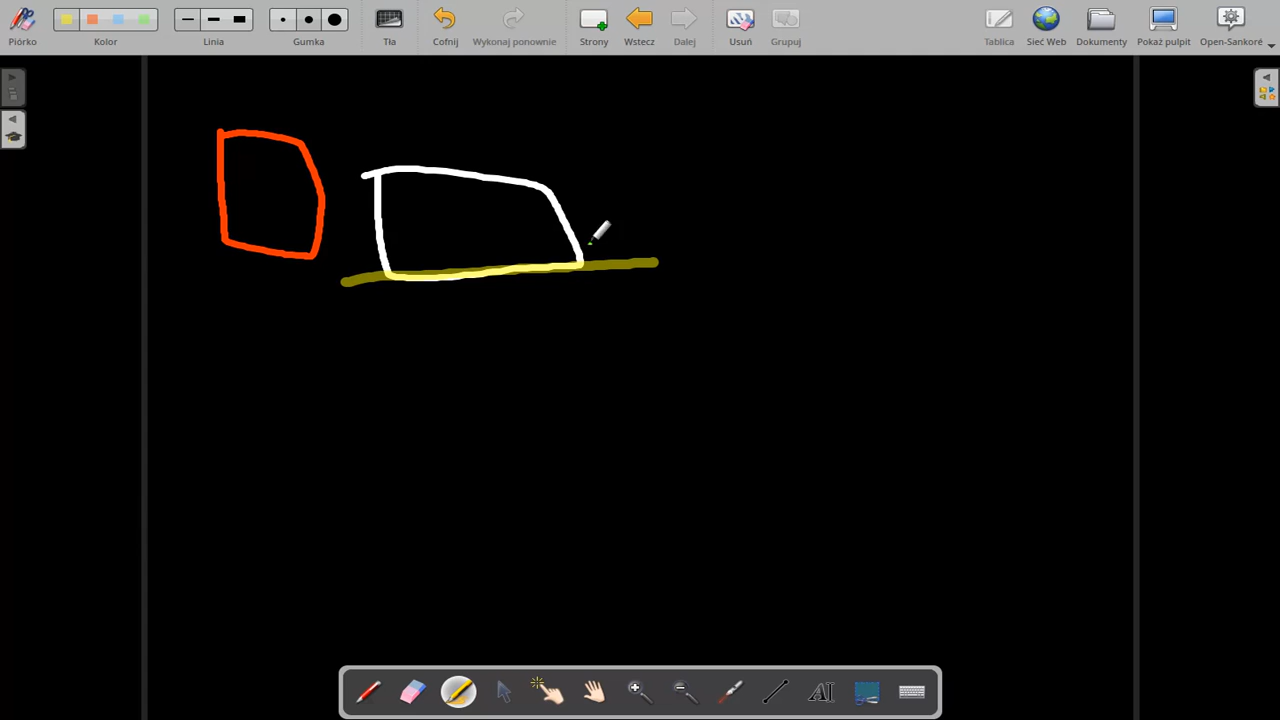 Piórko Kolor Linia Gumka Tła Cofnij Wykonaj ponownie Strony Wstecz Dalej Usuń Grupuj Tablica Sieć Web Dokumenty Pokaż pulpit Open-Sankoré
AI